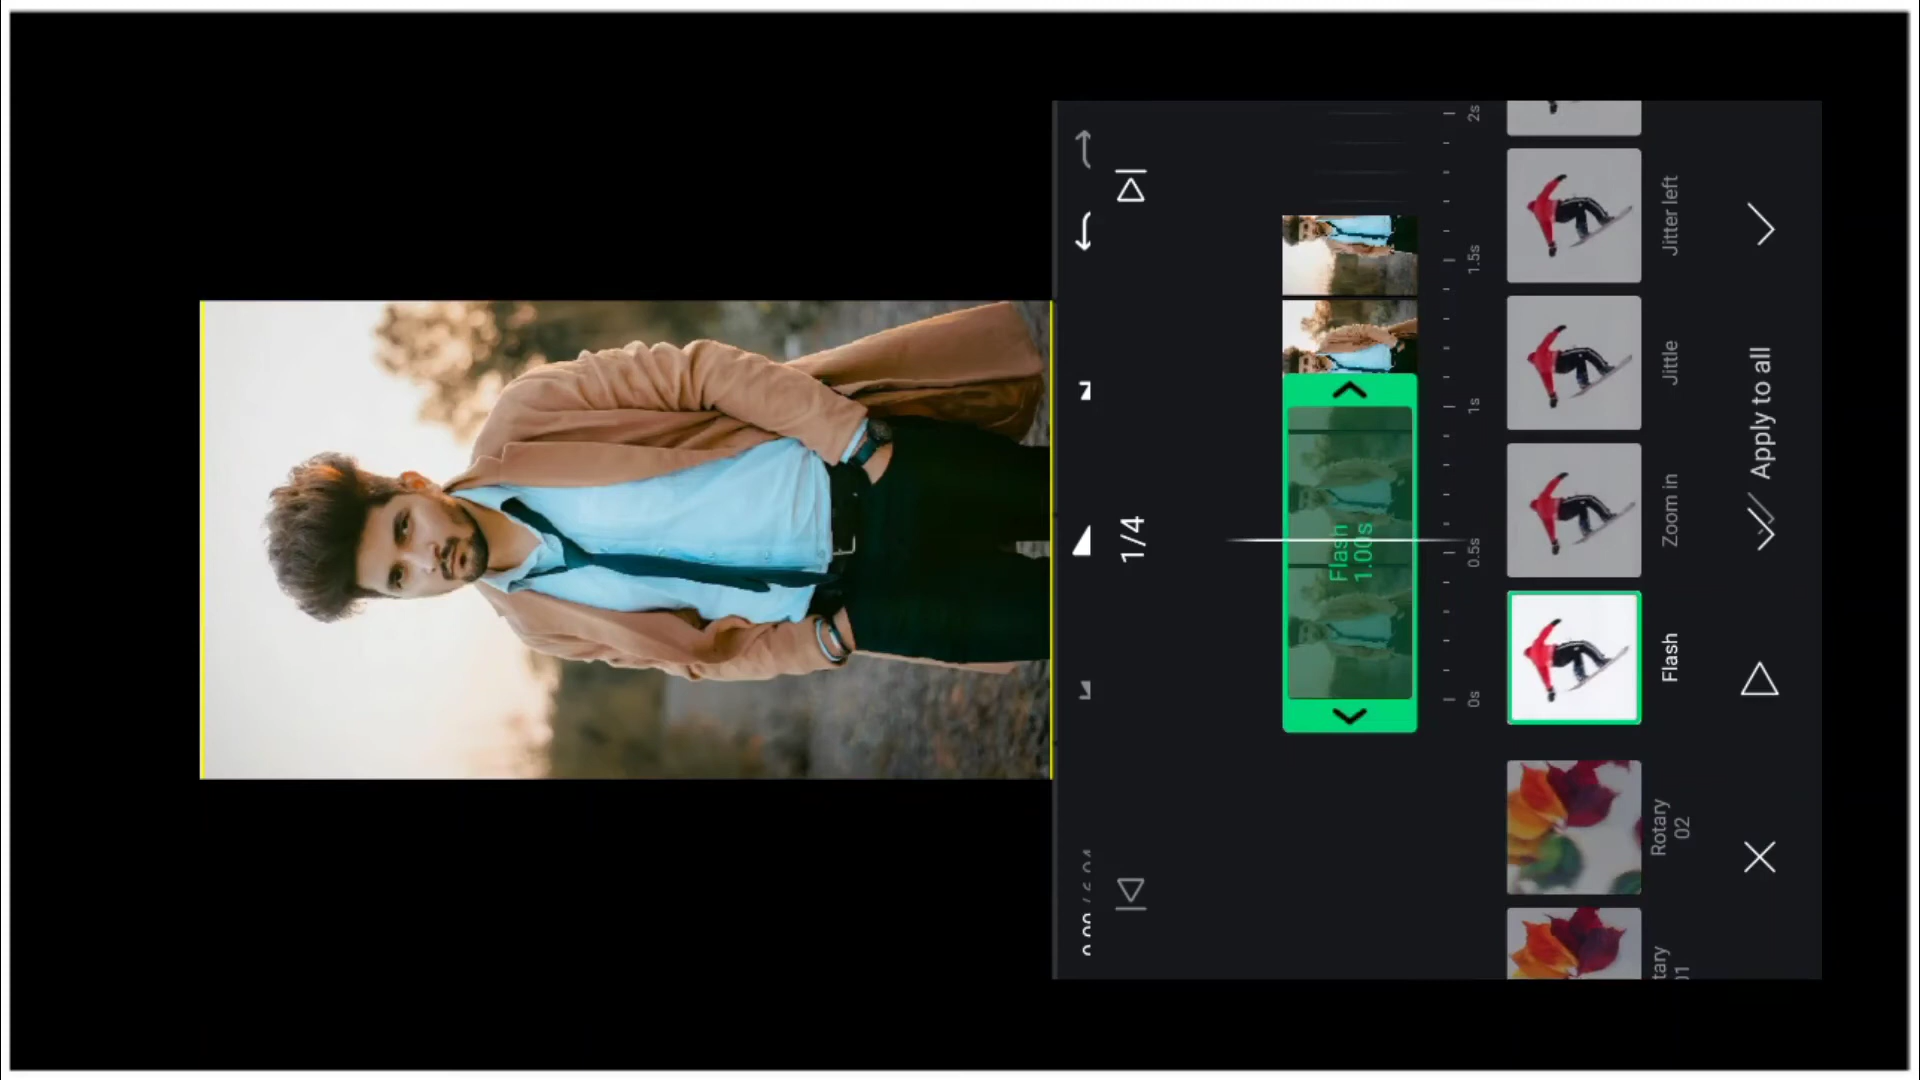 1/4
Flash
1.00s
0s
0.5s
1s
1.5s
2s
Rotary
02
Flash
Zoom in
Jittle
Jitter left
Apply to all